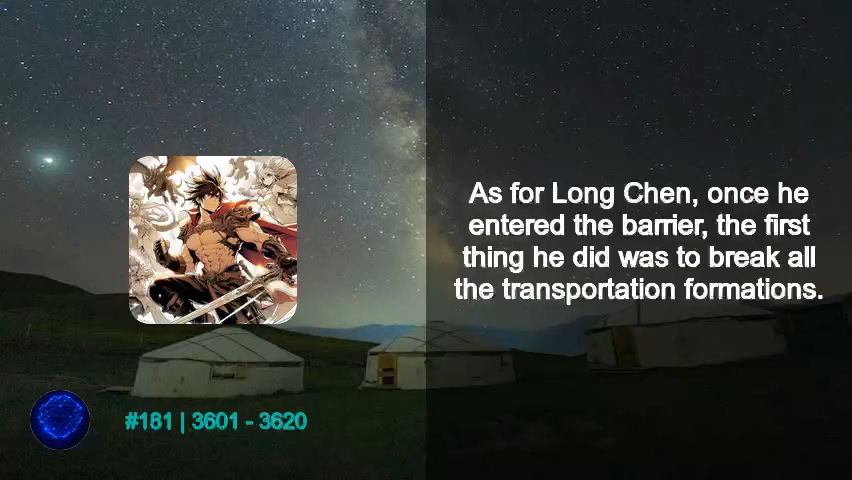 As for Long Chen, once he
entered the barrier, the first
thing he did was to break all
the transportation formations.
#181 | 3601 - 3620